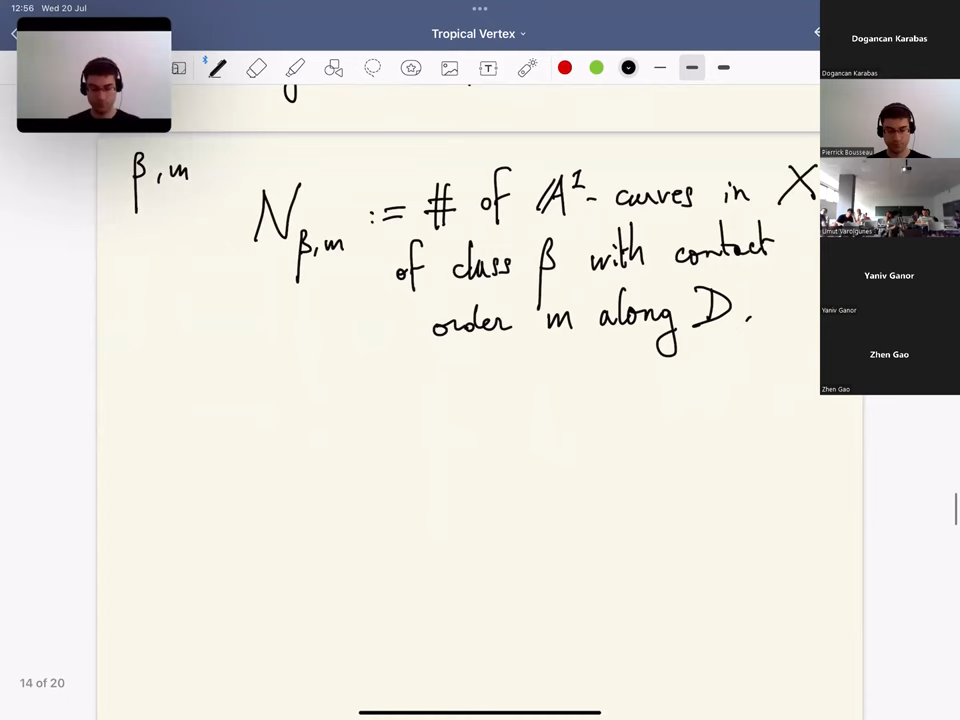 12:56 Wed 20 Jul
Tropical Vertex
Dogancan Karabas
Dogancan Karabas
Pierrick Bousseau
Umut Varolgunes
Yaniv Ganor
Yaniv Ganor
Zhen Gao
Zhen Gao
β, m
N_{β,m} := # of 𝔸¹-curves in X
of class β with contact
order m along D.
14 of 20